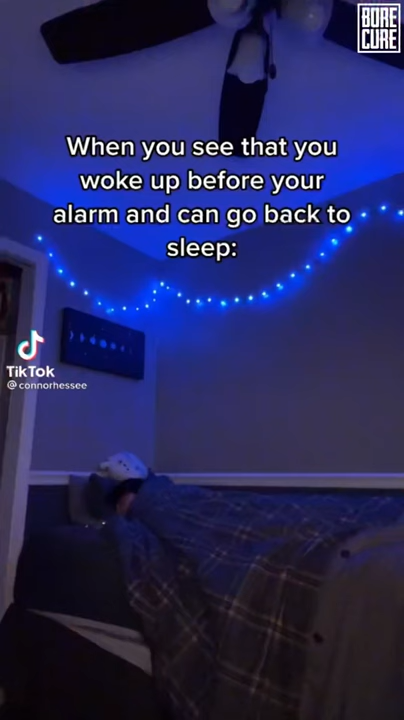 BORE
CURE
When you see that you
woke up before your
alarm and can go back to
sleep:
TikTok
@connorhessee